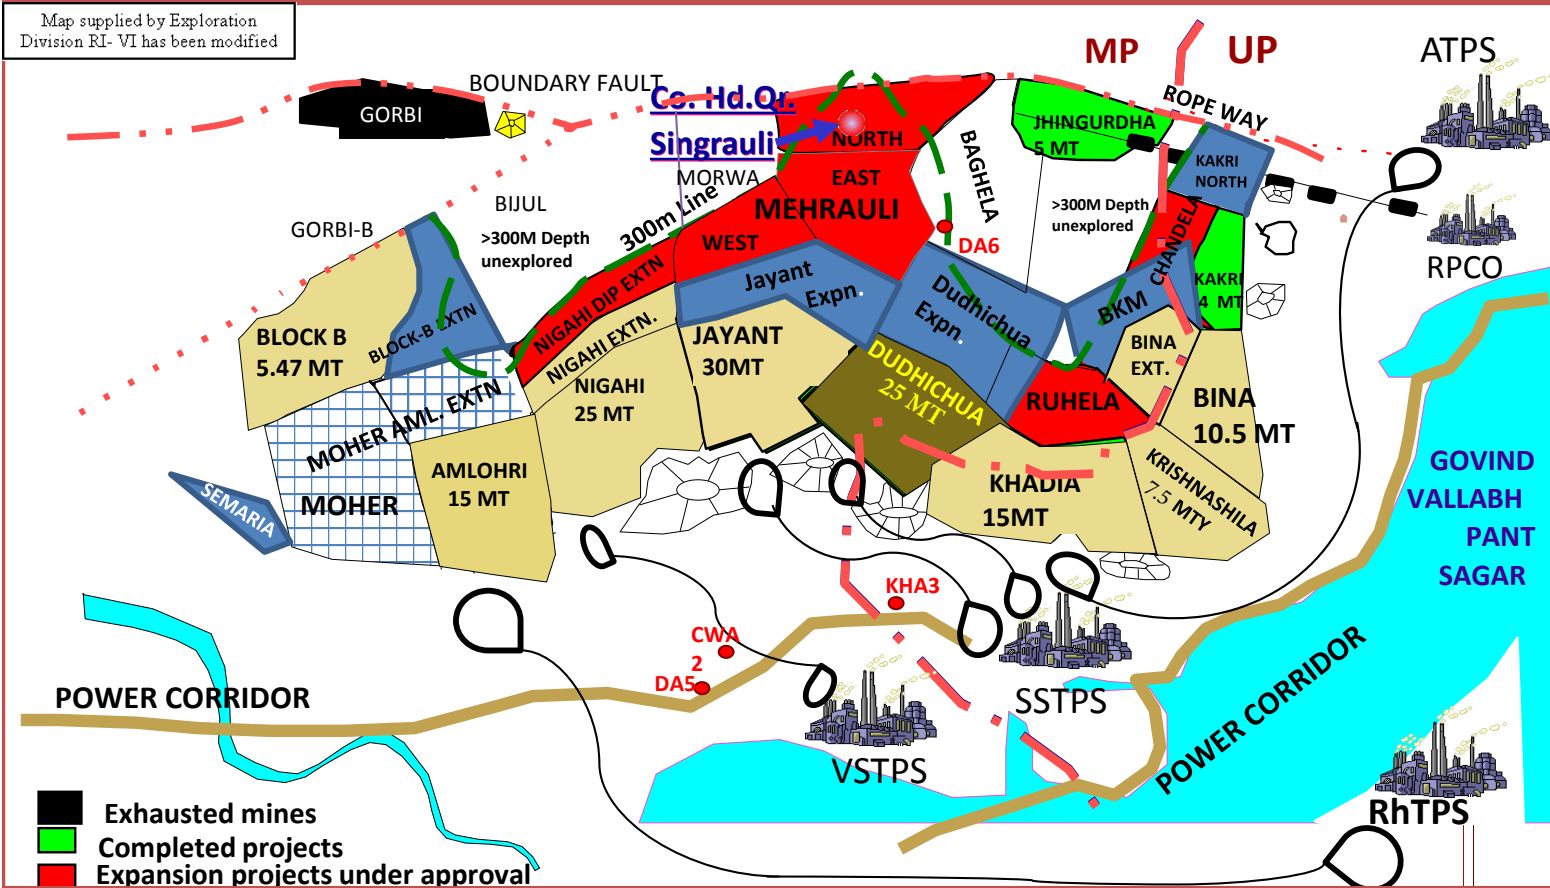 Map supplied by Exploration
Division RI- VI has been modified
MP
UP
ATPS
BOUNDARY FAULT
GORBI
Co. Hd.Qr.
Singrauli
ROPE WAY
JHINGURDHA
5 MT
NORTH
BAGHELA
KAKRI
NORTH
MORWA
EAST
MEHRAULI
BIJUL
300m Line
>300M Depth
unexplored
>300M Depth
unexplored
GORBI-B
WEST
DA6
CHANDELA
RPCO
NIGAHI DIP EXTN
Jayant
Expn.
Dudhichua
Expn.
BKM
KAKRI
4 MT
BLOCK B
5.47 MT
BLOCK-B EXTN
NIGAHI EXTN.
JAYANT
30MT
BINA
EXT.
DUDHICHUA
25 MT
NIGAHI
25 MT
RUHELA
BINA
10.5 MT
MOHER AML. EXTN
AMLOHRI
15 MT
KHADIA
15MT
KRISHNASHILA
7.5 MTY
GOVIND
VALLABH
PANT
SAGAR
SEMARIA
MOHER
KHA3
CWA
2
DA5
POWER CORRIDOR
SSTPS
POWER CORRIDOR
VSTPS
RhTPS
Exhausted mines
Completed projects
Expansion projects under approval